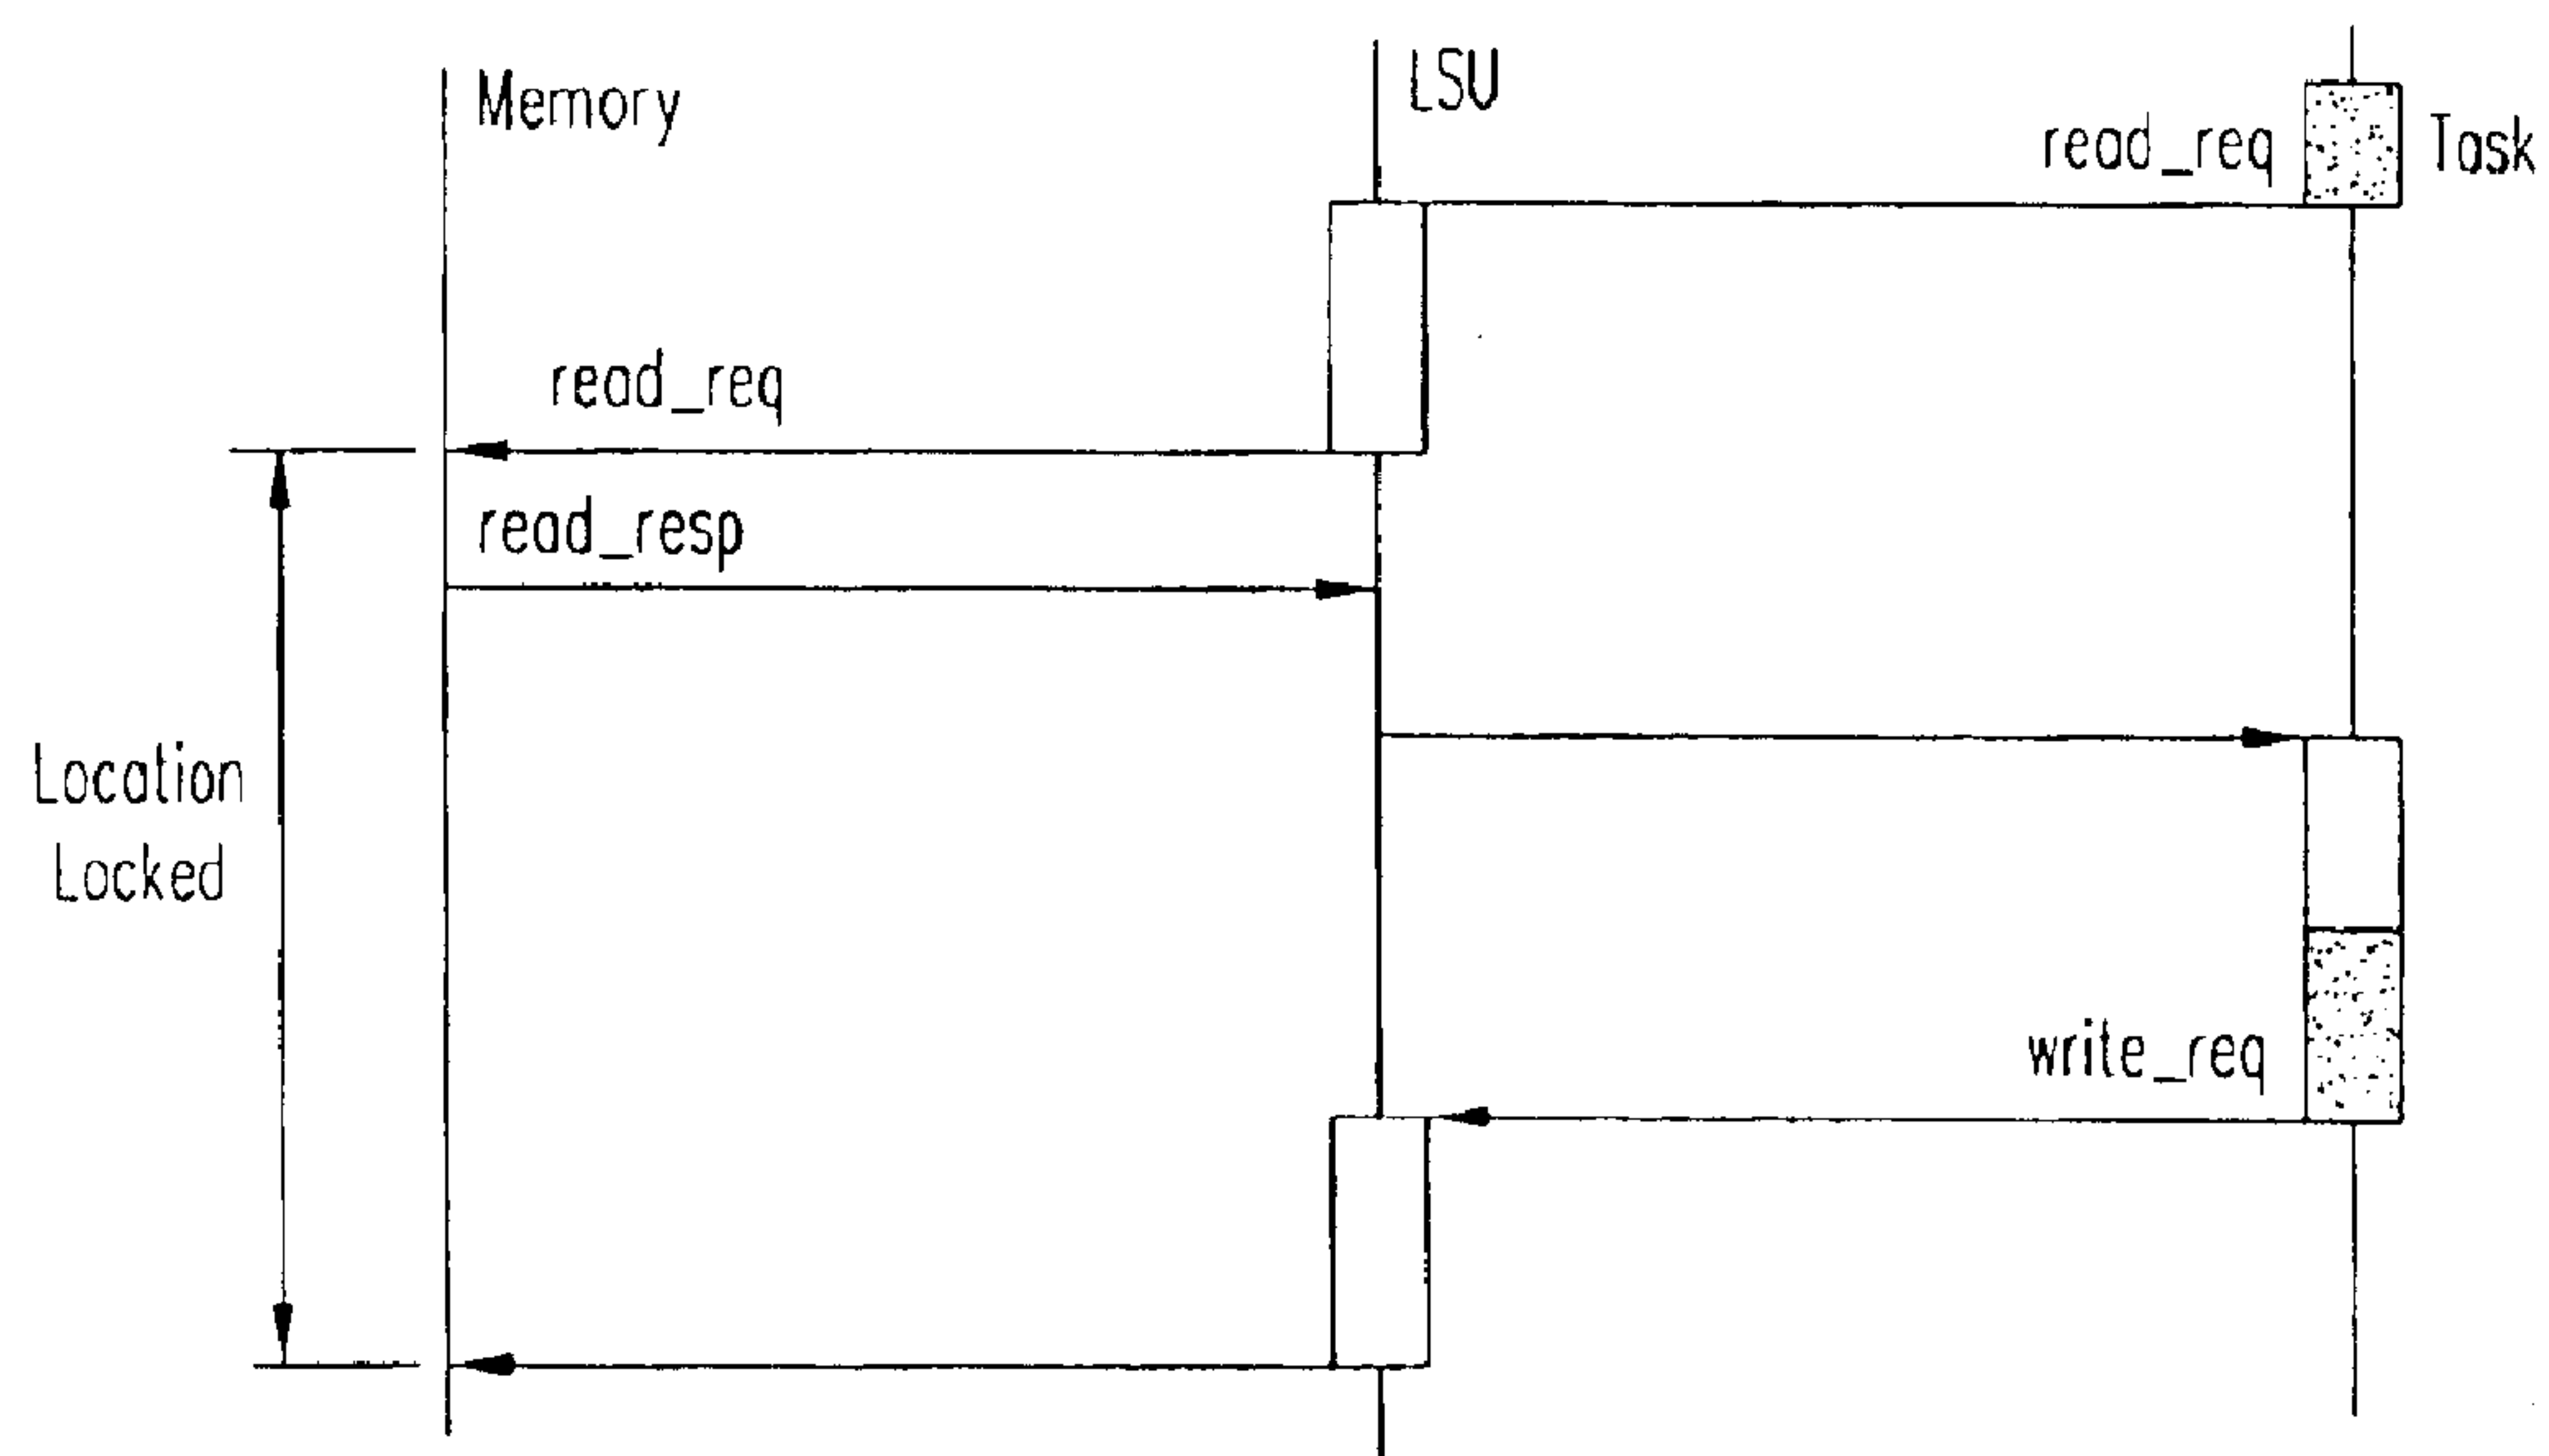 LSU
Memory
read_req
Task
read_req
read_resp
Location
Locked
write_req